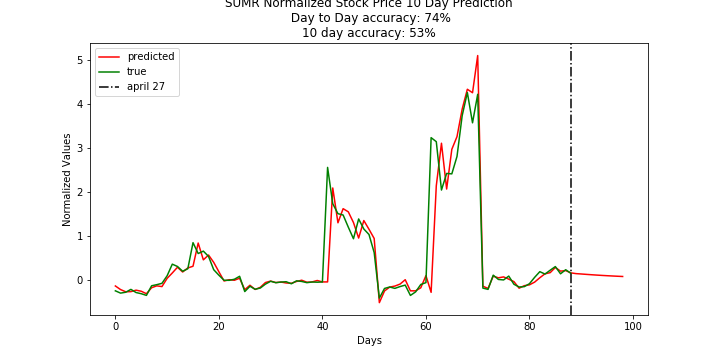 SUMR Normalized Stock Price 10 Day Prediction
Day to Day accuracy: 74%
10 day accuracy: 53%
predicted
true
april 27
Normalized Values
5
4
3
2
1
0
0 20 40 60 80 100
Days